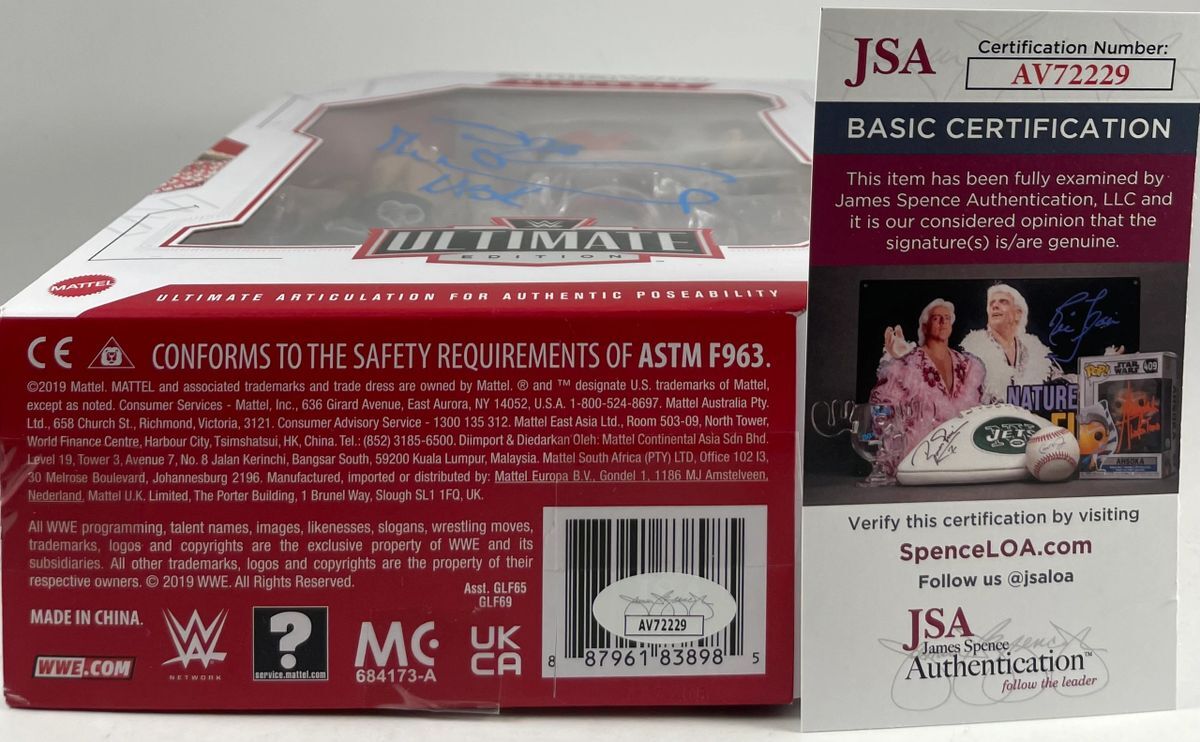 ULTIMATE
EDITION
MATTEL
ULTIMATE ARTICULATION FOR AUTHENTIC POSEABILITY
CE CONFORMS TO THE SAFETY REQUIREMENTS OF ASTM F963.
©2019 Mattel. MATTEL and associated trademarks and trade dress are owned by Mattel. ® and ™ designate U.S. trademarks of Mattel,
except as noted. Consumer Services - Mattel, Inc., 636 Girard Avenue, East Aurora, NY 14052, U.S.A. 1-800-524-8697. Mattel Australia Pty.
Ltd., 658 Church St., Richmond, Victoria, 3121. Consumer Advisory Service - 1300 135 312. Mattel East Asia Ltd., Room 503-09, North Tower,
World Finance Centre, Harbour City, Tsimshatsui, HK, China. Tel.: (852) 3185-6500. Diimport & Diedarkan Oleh: Mattel Continental Asia Sdn Bhd.
Level 19, Tower 3, Avenue 7, No. 8 Jalan Kerinchi, Bangsar South, 59200 Kuala Lumpur, Malaysia. Mattel South Africa (PTY) LTD, Office 102 I3,
30 Melrose Boulevard, Johannesburg 2196. Manufactured, imported or distributed by: Mattel Europa B.V., Gondel 1, 1186 MJ Amstelveen,
Nederland. Mattel U.K. Limited, The Porter Building, 1 Brunel Way, Slough SL1 1FQ, UK.
All WWE programming, talent names, images, likenesses, slogans, wrestling moves,
trademarks, logos and copyrights are the exclusive property of WWE and its
subsidiaries. All other trademarks, logos and copyrights are the property of their
respective owners. © 2019 WWE. All Rights Reserved.
Asst. GLF65
GLF69
MADE IN CHINA.
WWE.COM
W
NETWORK
?
service.mattel.com
MC
684173-A
UK
CA
AV72229
8 87961 83898 5
JSA
Certification Number:
AV72229
BASIC CERTIFICATION
This item has been fully examined by
James Spence Authentication, LLC and
it is our considered opinion that the
signature(s) is/are genuine.
NATURE
JETS
POP!
STAR WARS
409
AHSOKA
Verify this certification by visiting
SpenceLOA.com
Follow us @jsaloa
JSA
James Spence
Authentication™
follow the leader